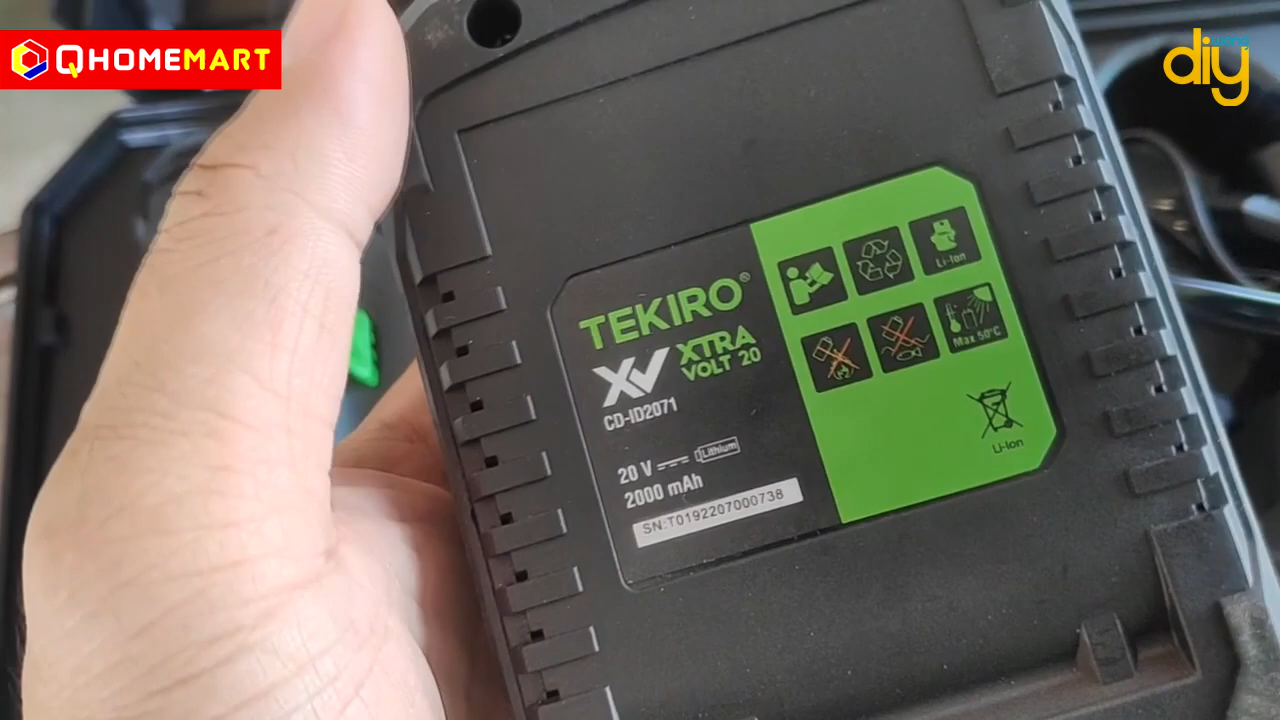 QHOMEMART
diy
TEKIRO®
XV XTRA
VOLT 20
CD-ID2071
20 V Lithium
2000 mAh
SN:T0192207000738
Li-Ion
Max 50°C
Li-Ion